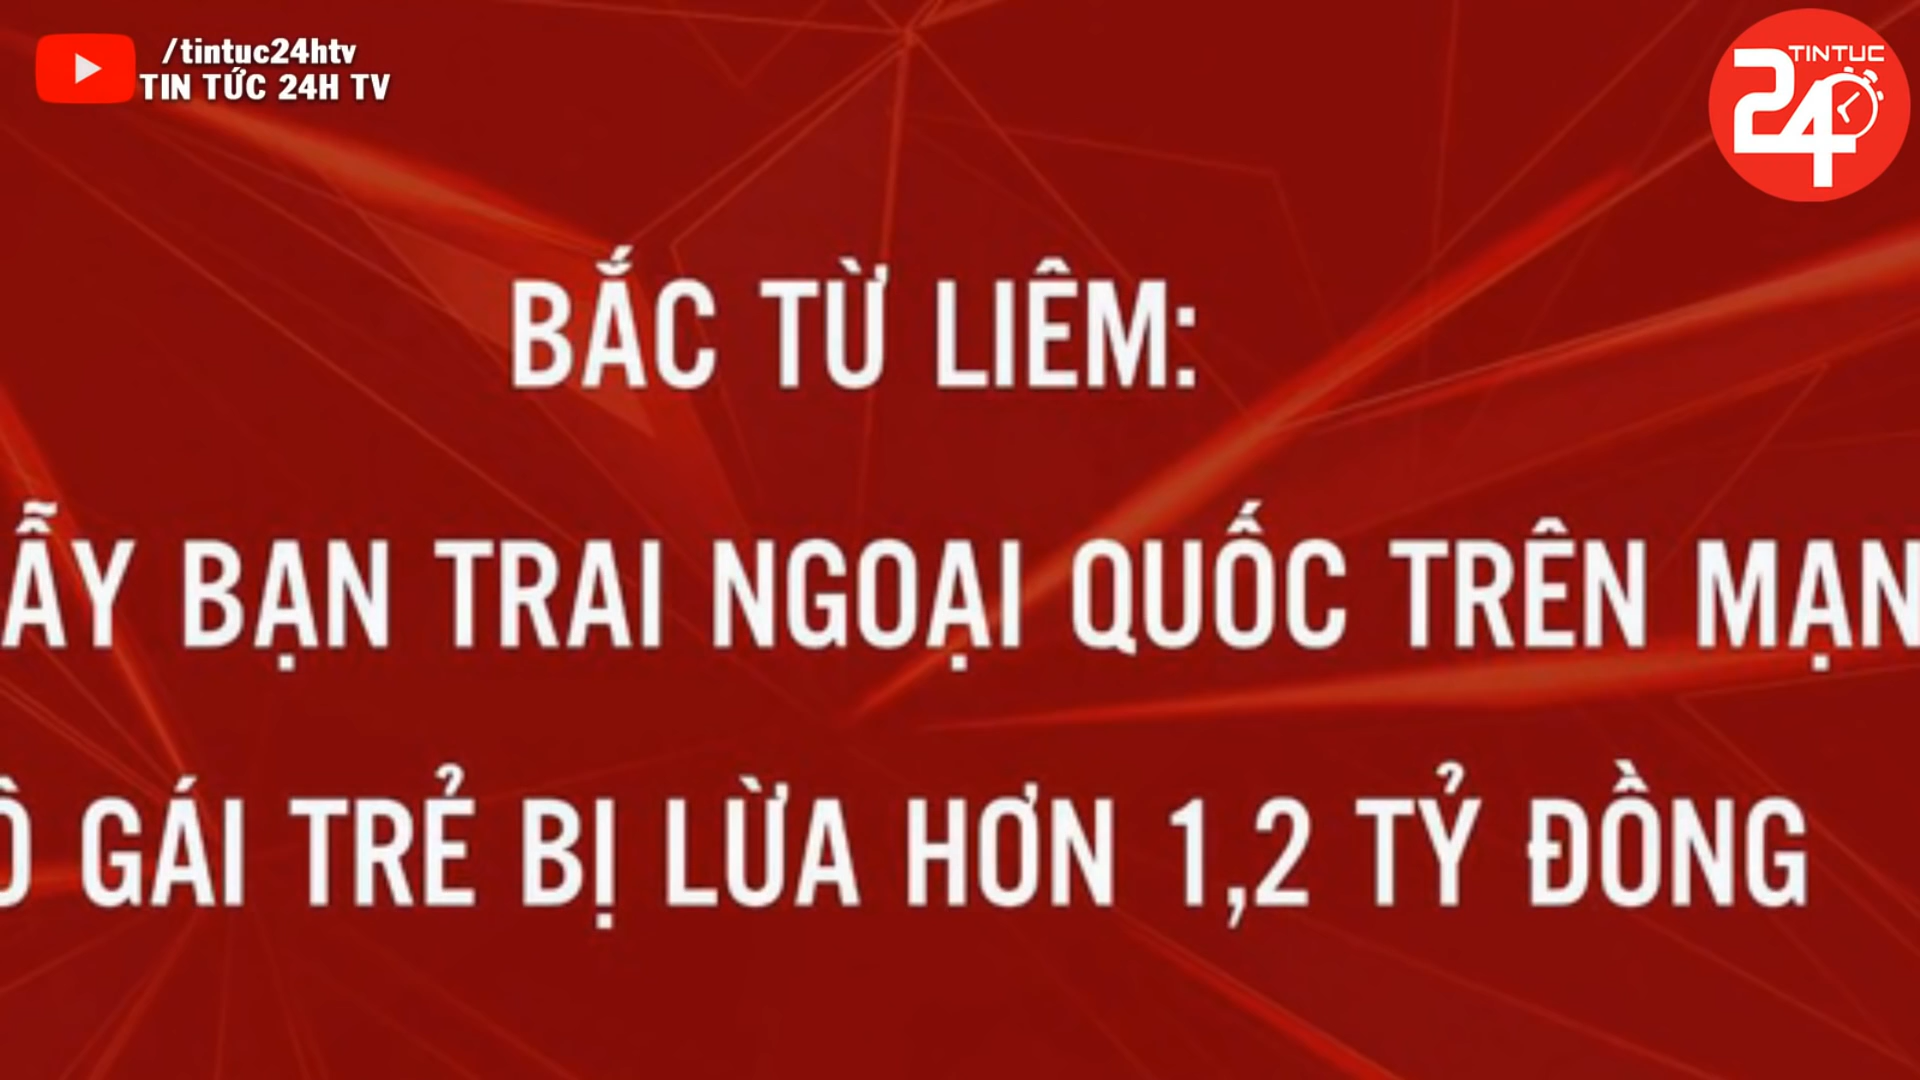 /tintuc24htv
TIN TỨC 24H TV
TINTUC
24
BẮC TỪ LIÊM:
BẠN TRAI NGOẠI QUỐC TRÊN
GÁI TRẺ BỊ LỪA HƠN 1,2 TỶ ĐỒNG